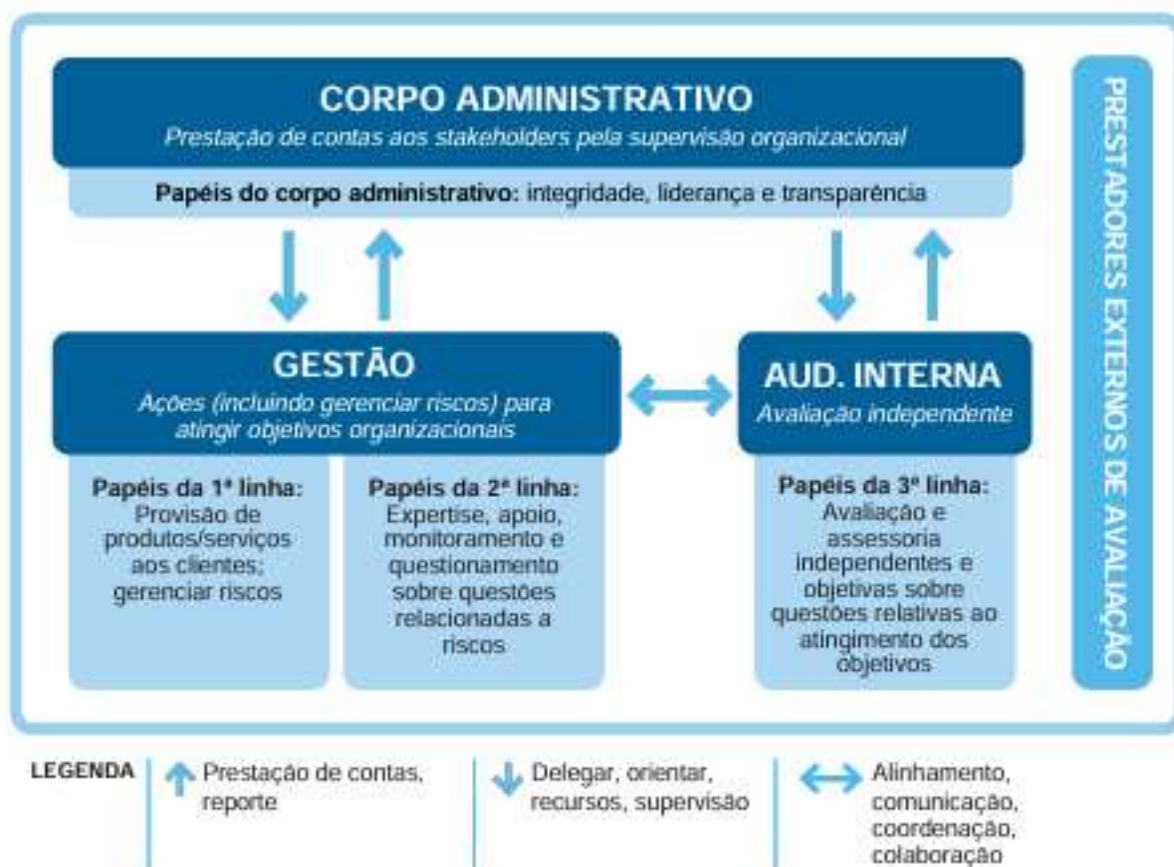 CORPO ADMINISTRATIVO
Prestação de contas aos stakeholders pela supervisão organizacional
Papéis do corpo administrativo: integridade, liderança e transparência
GESTÃO
Ações (incluindo gerenciar riscos) para
atingir objetivos organizacionais
Papéis da 1ª linha:
Provisão de
produtos/serviços
aos clientes;
gerenciar riscos
Papéis da 2ª linha:
Expertise, apoio,
monitoramento e
questionamento
sobre questões
relacionadas a
riscos
AUD. INTERNA
Avaliação independente
Papéis da 3ª linha:
Avaliação e
assessoria
independentes e
objetivas sobre
questões relativas ao
atingimento dos
objetivos
PRESTADORES EXTERNOS DE AVALIAÇÃO
LEGENDA
Prestação de contas,
reporte
Delegar, orientar,
recursos, supervisão
Alinhamento,
comunicação,
coordenação,
colaboração